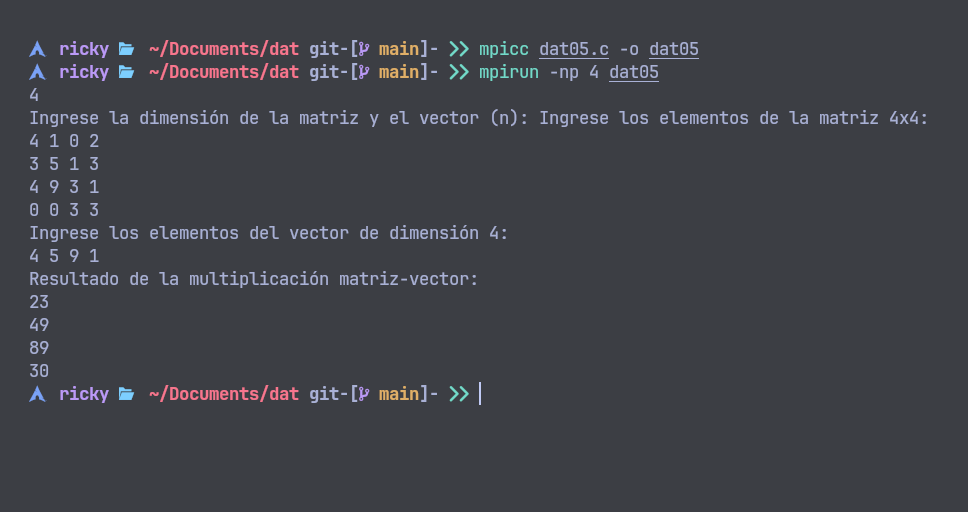 ricky ~/Documents/dat git-[ main]- >> mpicc dat05.c -o dat05
ricky ~/Documents/dat git-[ main]- >> mpirun -np 4 dat05
4
Ingrese la dimensión de la matriz y el vector (n): Ingrese los elementos de la matriz 4x4:
4 1 0 2
3 5 1 3
4 9 3 1
0 0 3 3
Ingrese los elementos del vector de dimensión 4:
4 5 9 1
Resultado de la multiplicación matriz-vector:
23
49
89
30
ricky ~/Documents/dat git-[ main]- >>